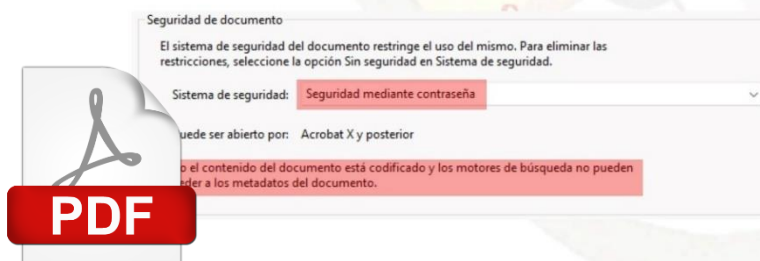 Seguridad de documento
El sistema de seguridad del documento restringe el uso del mismo. Para eliminar las
restricciones, seleccione la opción Sin seguridad en Sistema de seguridad.
Sistema de seguridad: Seguridad mediante contraseña
uede ser abierto por: Acrobat X y posterior
o el contenido del documento está codificado y los motores de búsqueda no pueden
eder a los metadatos del documento.
PDF